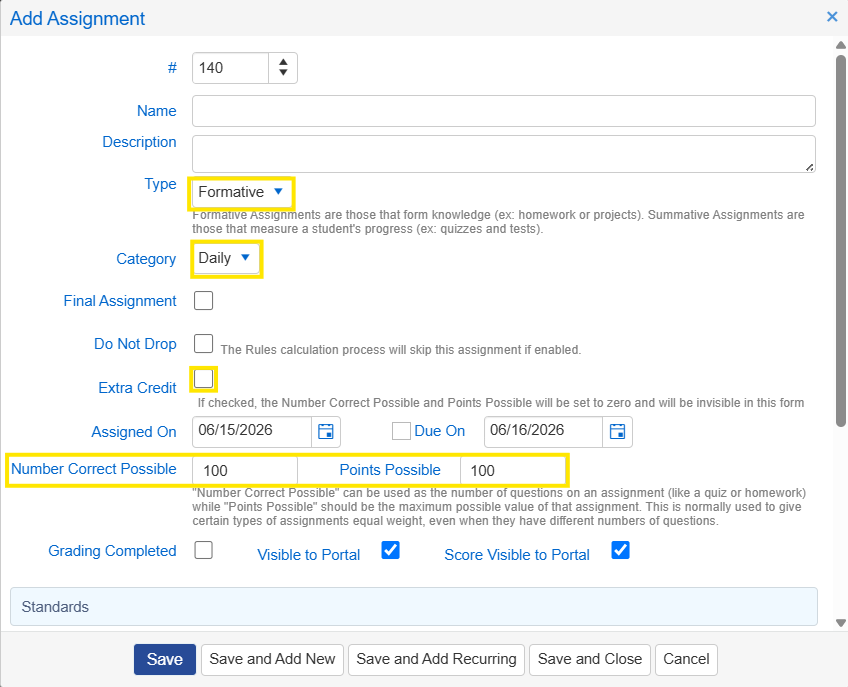 Add Assignment
# 140
Name
Description
Type Formative
Formative Assignments are those that form knowledge (ex: homework or projects). Summative Assignments are
those that measure a student's progress (ex: quizzes and tests).
Category Daily
Final Assignment
Do Not Drop The Rules calculation process will skip this assignment if enabled.
Extra Credit
If checked, the Number Correct Possible and Points Possible will be set to zero and will be invisible in this form
Assigned On 06/15/2026 Due On 06/16/2026
Number Correct Possible 100 Points Possible 100
"Number Correct Possible" can be used as the number of questions on an assignment (like a quiz or homework)
while "Points Possible" should be the maximum possible value of that assignment. This is normally used to give
certain types of assignments equal weight, even when they have different numbers of questions.
Grading Completed Visible to Portal Score Visible to Portal
Standards
Save Save and Add New Save and Add Recurring Save and Close Cancel